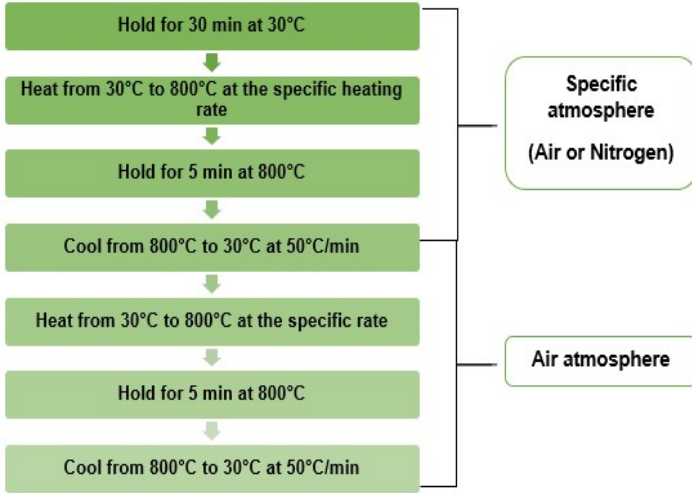 Hold for 30 min at 30°C
Heat from 30°C to 800°C at the specific heating
rate
Hold for 5 min at 800°C
Cool from 800°C to 30°C at 50°C/min
Heat from 30°C to 800°C at the specific rate
Hold for 5 min at 800°C
Cool from 800°C to 30°C at 50°C/min
Specific
atmosphere
(Air or Nitrogen)
Air atmosphere